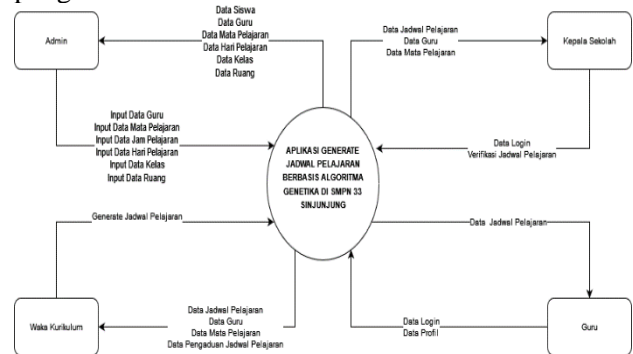 Admin
Data Siswa
Data Guru
Data Mata Pelajaran
Data Hari Pelajaran
Data Kelas
Data Ruang
Data Jadwal Pelajaran
Data Guru
Data Mata Pelajaran
Kepala Sekolah
Input Data Guru
Input Data Mata Pelajaran
Input Data Jam Pelajaran
Input Data Hari Pelajaran
Input Data Kelas
Input Data Ruang
APLIKASI GENERATE
JADWAL PELAJARAN
BERBASIS ALGORITMA
GENETIKA DI SMPN 33
SINJUNJUNG
Data Login
Verifikasi Jadwal Pelajaran
Generate Jadwal Pelajaran
Data Jadwal Pelajaran
Waka Kurikulum
Data Jadwal Pelajaran
Data Guru
Data Mata Pelajaran
Data Pengaduan Jadwal Pelajaran
Data Login
Data Profil
Guru